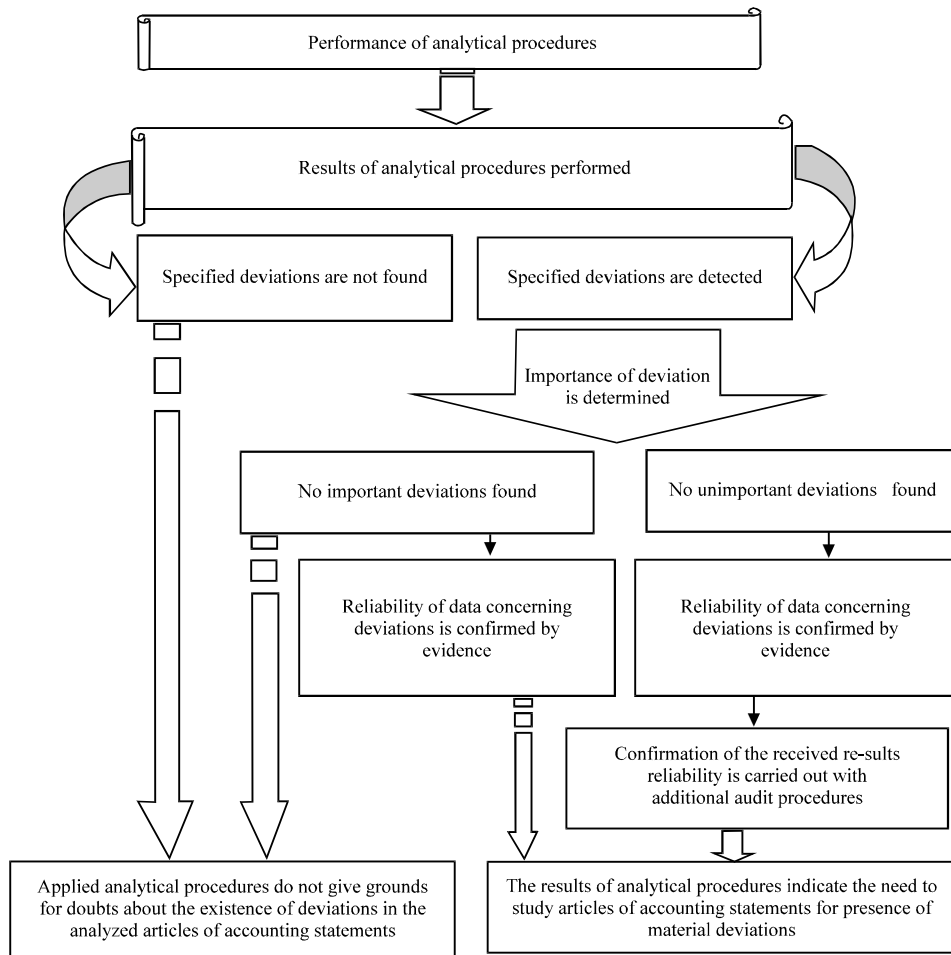 Performance of analytical procedures
Results of analytical procedures performed
Specified deviations are not found
Specified deviations are detected
Importance of deviation
is determined
No important deviations found
No unimportant deviations found
Reliability of data concerning
deviations is confirmed by
evidence
Reliability of data concerning
deviations is confirmed by
evidence
Confirmation of the received re-sults
reliability is carried out with
additional audit procedures
Applied analytical procedures do not give grounds
for doubts about the existence of deviations in the
analyzed articles of accounting statements
The results of analytical procedures indicate the need to
study articles of accounting statements for presence of
material deviations